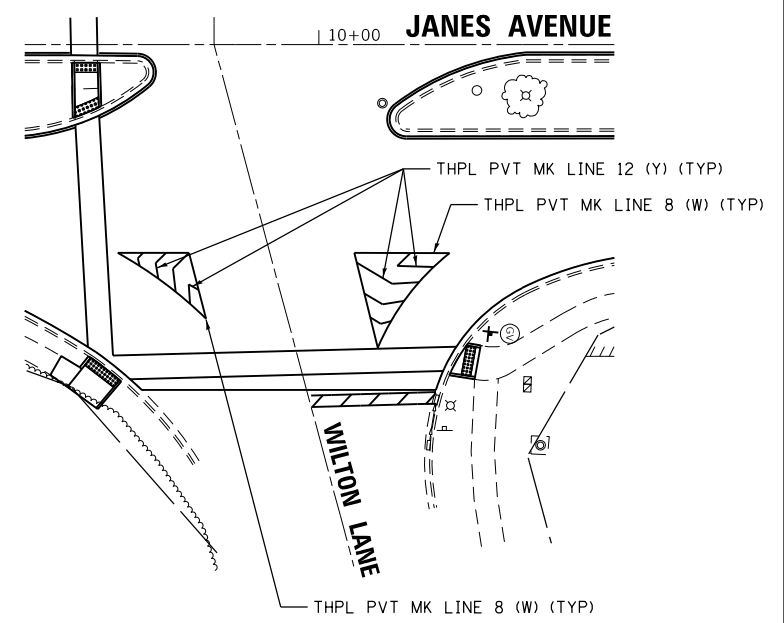 JANES AVENUE
10+00
THPL PVT MK LINE 12 (Y) (TYP)
THPL PVT MK LINE 8 (W) (TYP)
GV
WILTON LANE
THPL PVT MK LINE 8 (W) (TYP)